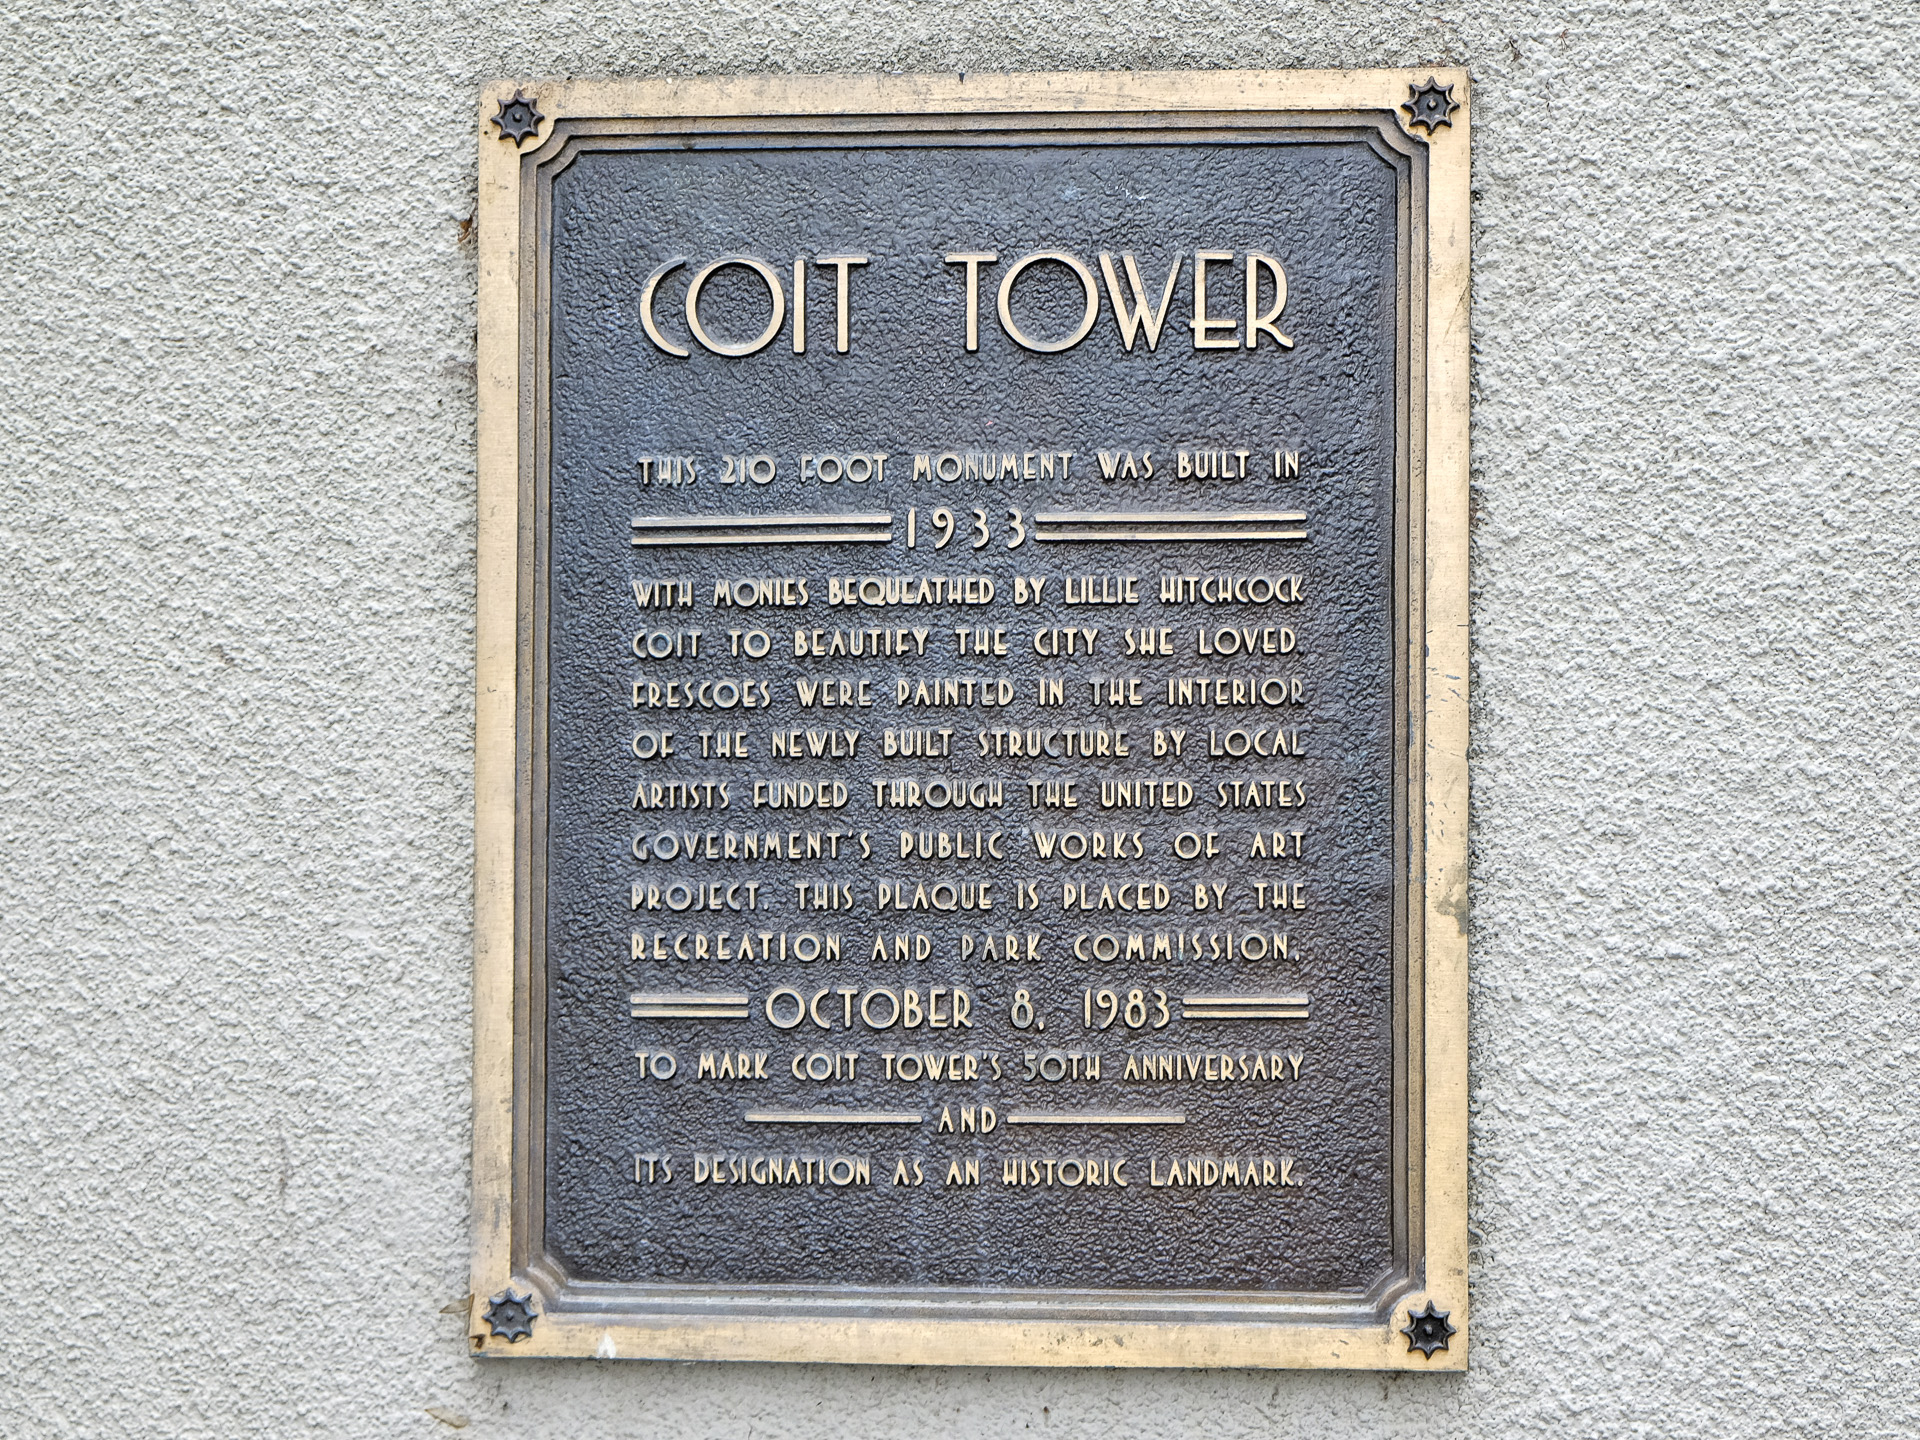 COIT TOWER
THIS 210 FOOT MONUMENT WAS BUILT IN
1933
WITH MONIES BEQUEATHED BY LILLIE HITCHCOCK
COIT TO BEAUTIFY THE CITY SHE LOVED.
FRESCOES WERE PAINTED IN THE INTERIOR
OF THE NEWLY BUILT STRUCTURE BY LOCAL
ARTISTS FUNDED THROUGH THE UNITED STATES
GOVERNMENT'S PUBLIC WORKS OF ART
PROJECT. THIS PLAQUE IS PLACED BY THE
RECREATION AND PARK COMMISSION,
OCTOBER 8, 1983
TO MARK COIT TOWER'S 50TH ANNIVERSARY
AND
ITS DESIGNATION AS AN HISTORIC LANDMARK.